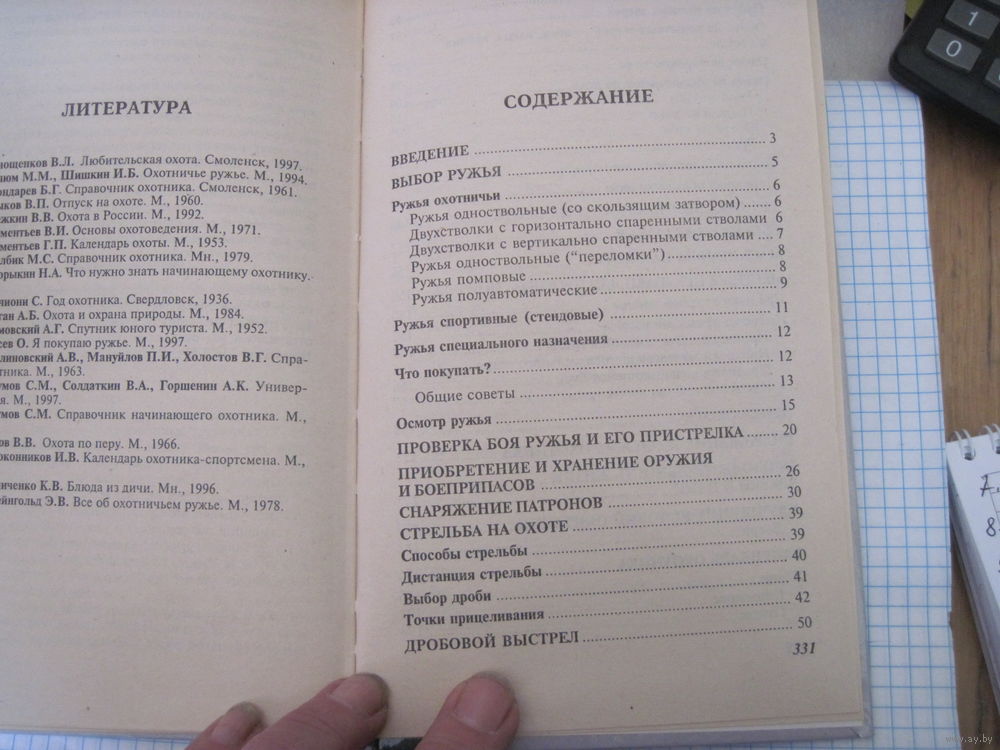 ЛИТЕРАТУРА
В.Л. Любительская охота. Смоленск, 1997.
М.М., Шишкин И.Б. Охотничье ружье. М., 1994.
Б.Г. Справочник охотника. Смоленск, 1961.
В.П. Отпуск на охоте. М., 1960.
В.В. Охота в России. М., 1992.
В.И. Основы охотоведения. М., 1971.
Г.П. Календарь охоты. М., 1953.
М.С. Справочник охотника. Мн., 1979.
Н.А. Что нужно знать начинающему охотнику.
С. Год охотника. Свердловск, 1936.
А.Б. Охота и охрана природы. М., 1984.
А.Г. Спутник юного туриста. М., 1952.
О. Я покупаю ружье. М., 1997.
А.В., Мануйлов П.И., Холостов В.Г. Спра-
М., 1963.
С.М., Солдаткин В.А., Горшенин А.К. Универ-
М., 1997.
С.М. Справочник начинающего охотника. М.,
В.В. Охота по перу. М., 1966.
И.В. Календарь охотника-спортсмена. М.,
К.В. Блюда из дичи. Мн., 1996.
Э.В. Все об охотничьем ружье. М., 1978.
СОДЕРЖАНИЕ
ВВЕДЕНИЕ 3
ВЫБОР РУЖЬЯ 5
Ружья охотничьи 6
Ружья одноствольные (со скользящим затвором) 6
Двухстволки с горизонтально спаренными стволами 6
Двухстволки с вертикально спаренными стволами 7
Ружья одноствольные (“переломки”) 8
Ружья помповые 8
Ружья полуавтоматические 9
Ружья спортивные (стендовые) 11
Ружья специального назначения 12
Что покупать? 12
Общие советы 13
Осмотр ружья 15
ПРОВЕРКА БОЯ РУЖЬЯ И ЕГО ПРИСТРЕЛКА 20
ПРИОБРЕТЕНИЕ И ХРАНЕНИЕ ОРУЖИЯ
И БОЕПРИПАСОВ 26
СНАРЯЖЕНИЕ ПАТРОНОВ 30
СТРЕЛЬБА НА ОХОТЕ 39
Способы стрельбы 39
Дистанция стрельбы 40
Выбор дроби 41
Точки прицеливания 42
ДРОБОВОЙ ВЫСТРЕЛ 50
331
1
0
www.ay.by